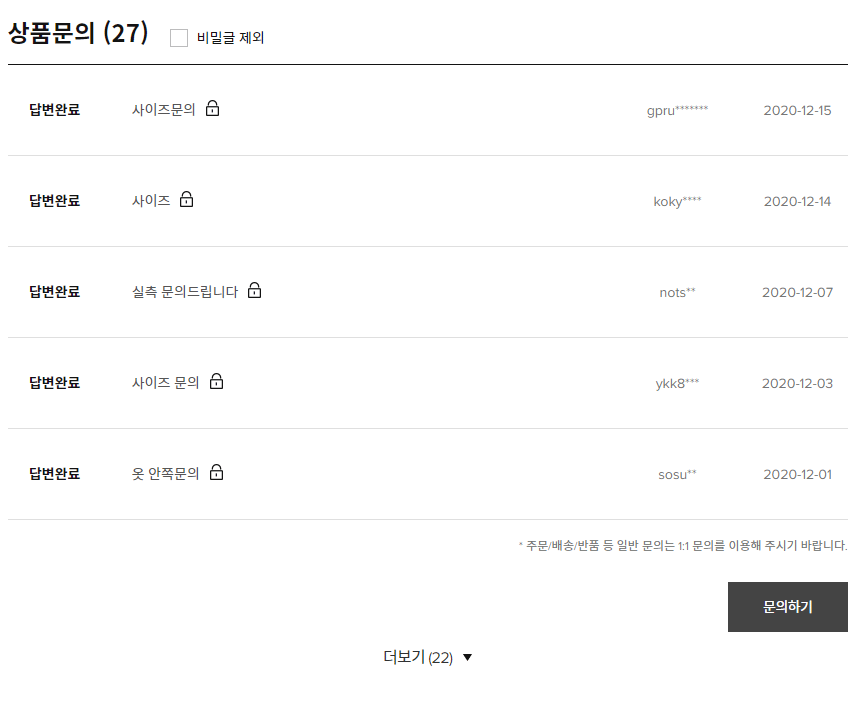 상품문의 (27) 비밀글 제외
답변완료 사이즈문의 gpru******* 2020-12-15
답변완료 사이즈 koky**** 2020-12-14
답변완료 실측 문의드립니다 nots** 2020-12-07
답변완료 사이즈 문의 ykk8*** 2020-12-03
답변완료 옷 안쪽문의 sosu** 2020-12-01
* 주문/배송/반품 등 일반 문의는 1:1 문의를 이용해 주시기 바랍니다.
문의하기
더보기 (22) ▼